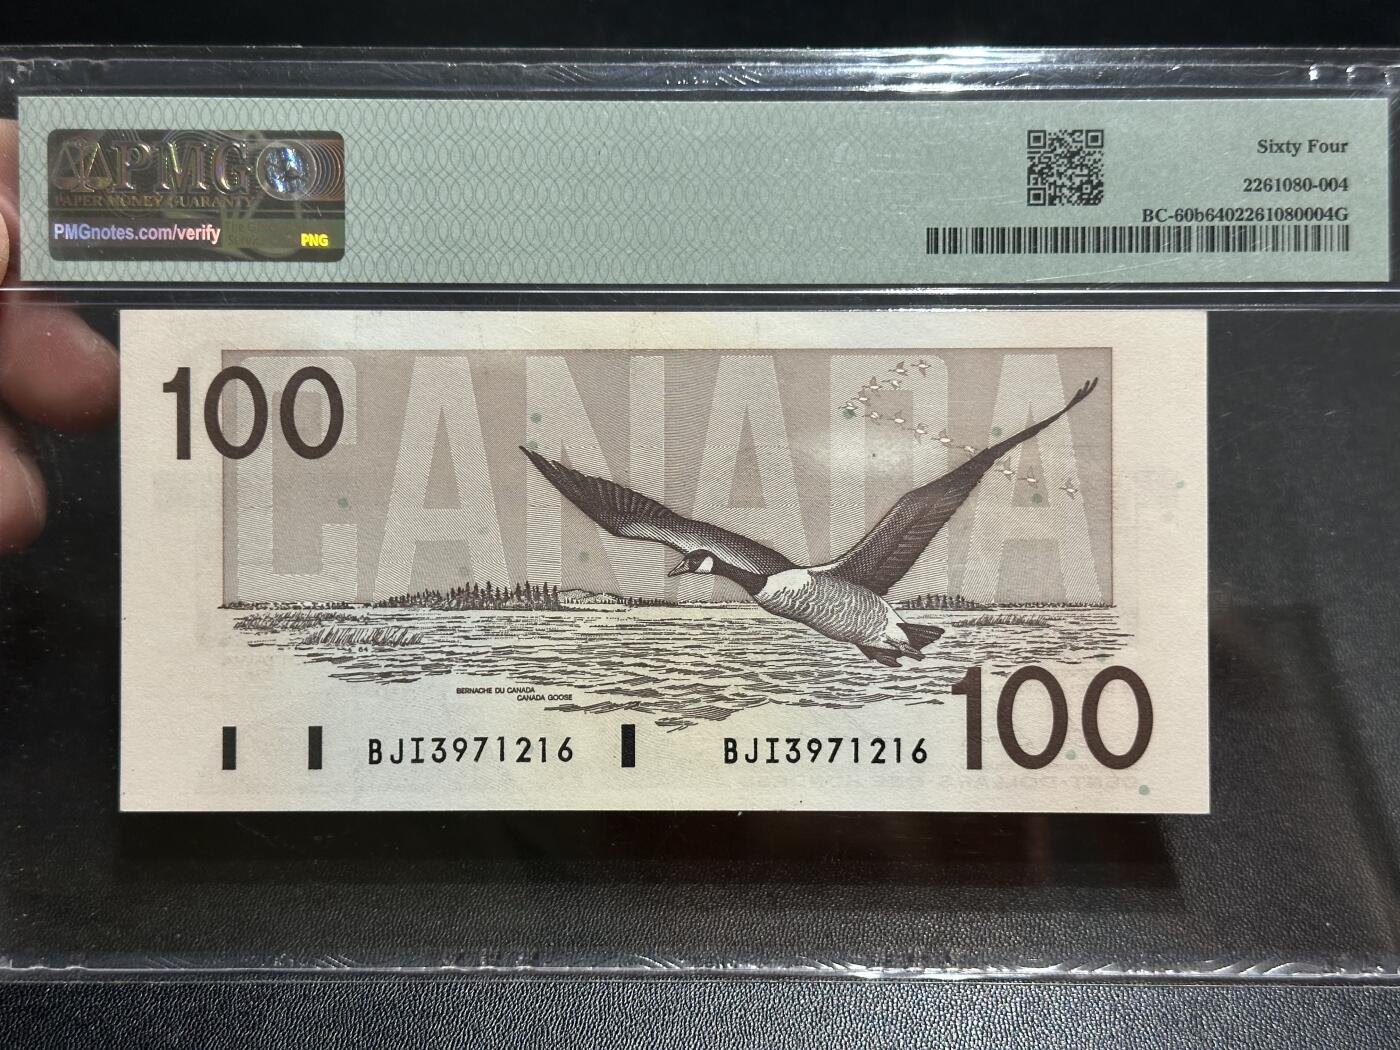 PMG
PAPER MONEY GUARANTY
PMGnotes.com/verify
PNG
Sixty Four
2261080-004
BC-60b6402261080004G
100
CANADA
BERNACHE DU CANADA
CANADA GOOSE
BJI3971216
BJI3971216
100